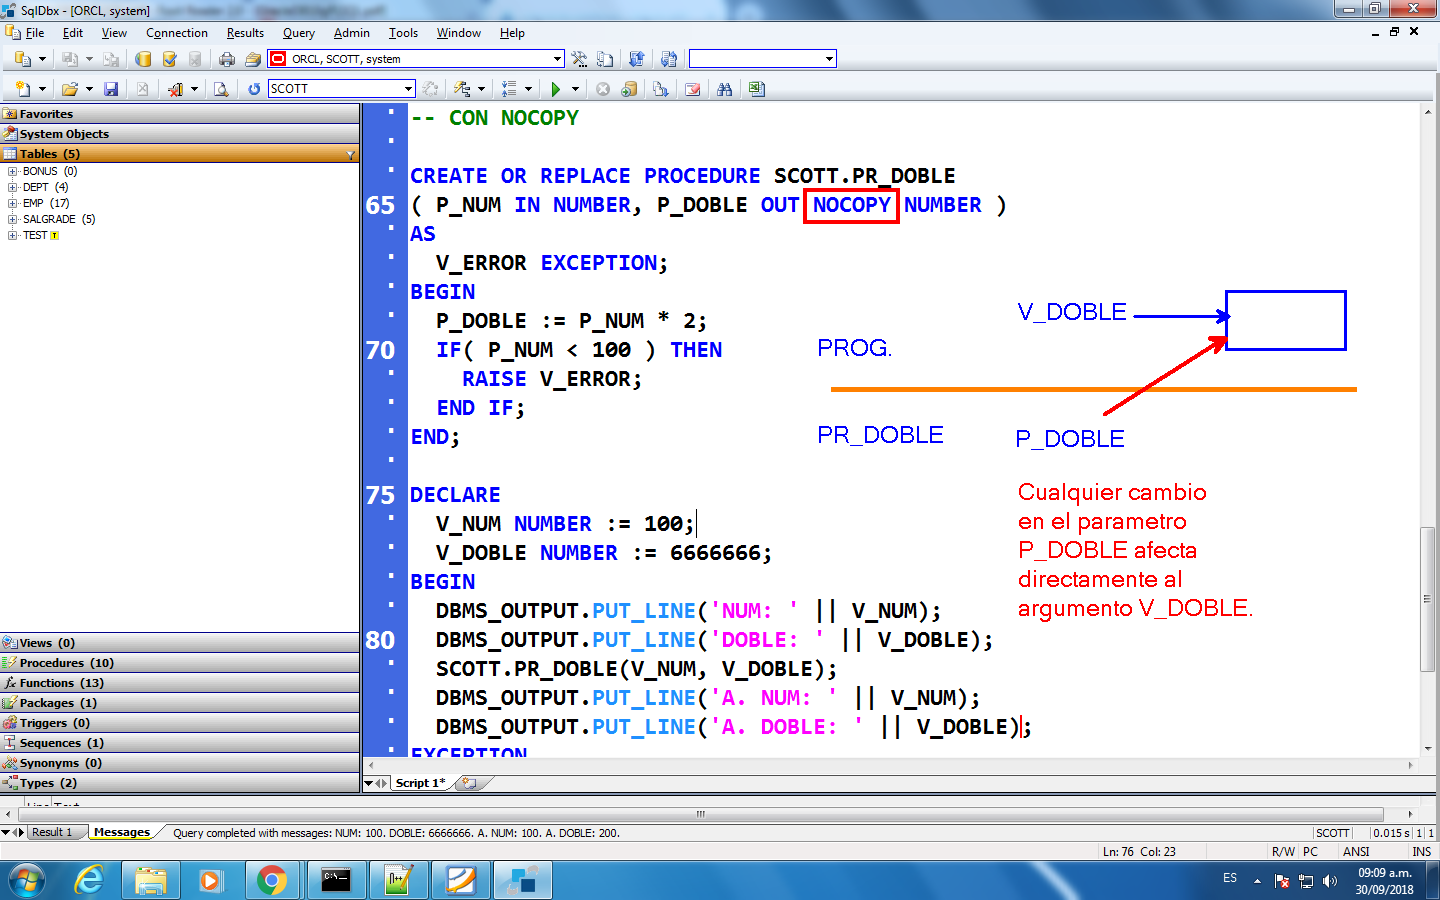 SqlDbx - [ORCL, system]
File Edit View Connection Results Query Admin Tools Window Help
ORCL, SCOTT, system
SCOTT
Favorites
System Objects
Tables (5)
BONUS (0)
DEPT (4)
EMP (17)
SALGRADE (5)
TEST T
Views (0)
Procedures (10)
Functions (13)
Packages (1)
Triggers (0)
Sequences (1)
Synonyms (0)
Types (2)
-- CON NOCOPY
CREATE OR REPLACE PROCEDURE SCOTT.PR_DOBLE
65 ( P_NUM IN NUMBER, P_DOBLE OUT NOCOPY NUMBER )
AS
V_ERROR EXCEPTION;
BEGIN
P_DOBLE := P_NUM * 2;
70 IF( P_NUM < 100 ) THEN
RAISE V_ERROR;
END IF;
END;
75 DECLARE
V_NUM NUMBER := 100;
V_DOBLE NUMBER := 6666666;
BEGIN
DBMS_OUTPUT.PUT_LINE('NUM: ' || V_NUM);
80 DBMS_OUTPUT.PUT_LINE('DOBLE: ' || V_DOBLE);
SCOTT.PR_DOBLE(V_NUM, V_DOBLE);
DBMS_OUTPUT.PUT_LINE('A. NUM: ' || V_NUM);
DBMS_OUTPUT.PUT_LINE('A. DOBLE: ' || V_DOBLE);
EXCEPTION
V_DOBLE
PROG.
PR_DOBLE
P_DOBLE
Cualquier cambio
en el parametro
P_DOBLE afecta
directamente al
argumento V_DOBLE.
Script 1*
Line Text
Result 1 Messages Query completed with messages: NUM: 100. DOBLE: 6666666. A. NUM: 100. A. DOBLE: 200. SCOTT 0.015 s 1 1
Ln: 76 Col: 23 R/W PC ANSI INS
ES
09:09 a.m.
30/09/2018